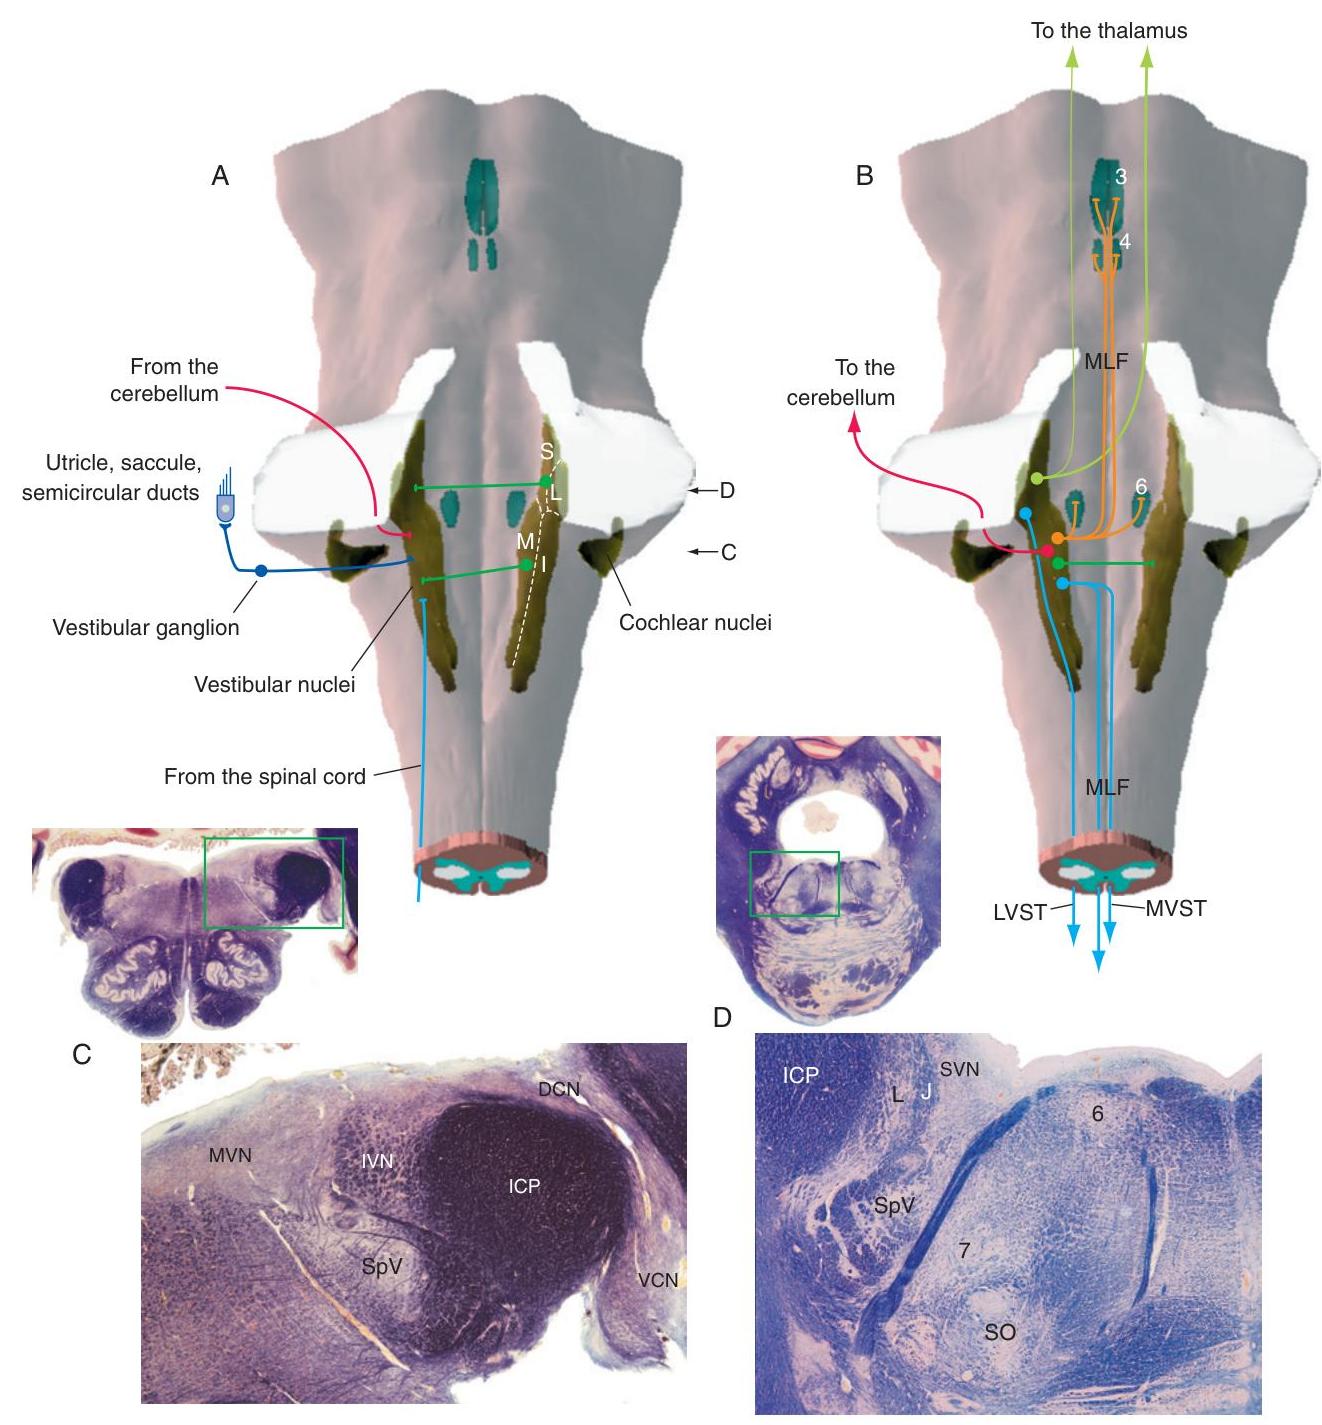 To the thalamus
A
B
3
4
From the
cerebellum
MLF
To the
cerebellum
Utricle, saccule,
semicircular ducts
S
L
D
6
M
I
C
Vestibular ganglion
Cochlear nuclei
Vestibular nuclei
From the spinal cord
MLF
LVST
MVST
C
DCN
MVN
IVN
ICP
SpV
VCN
D
ICP
L
J
SVN
6
SpV
7
SO